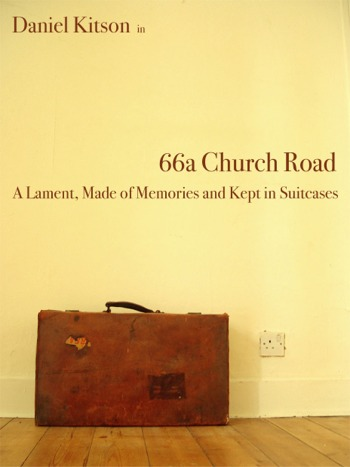 Daniel Kitson in
66a Church Road
A Lament, Made of Memories and Kept in Suitcases